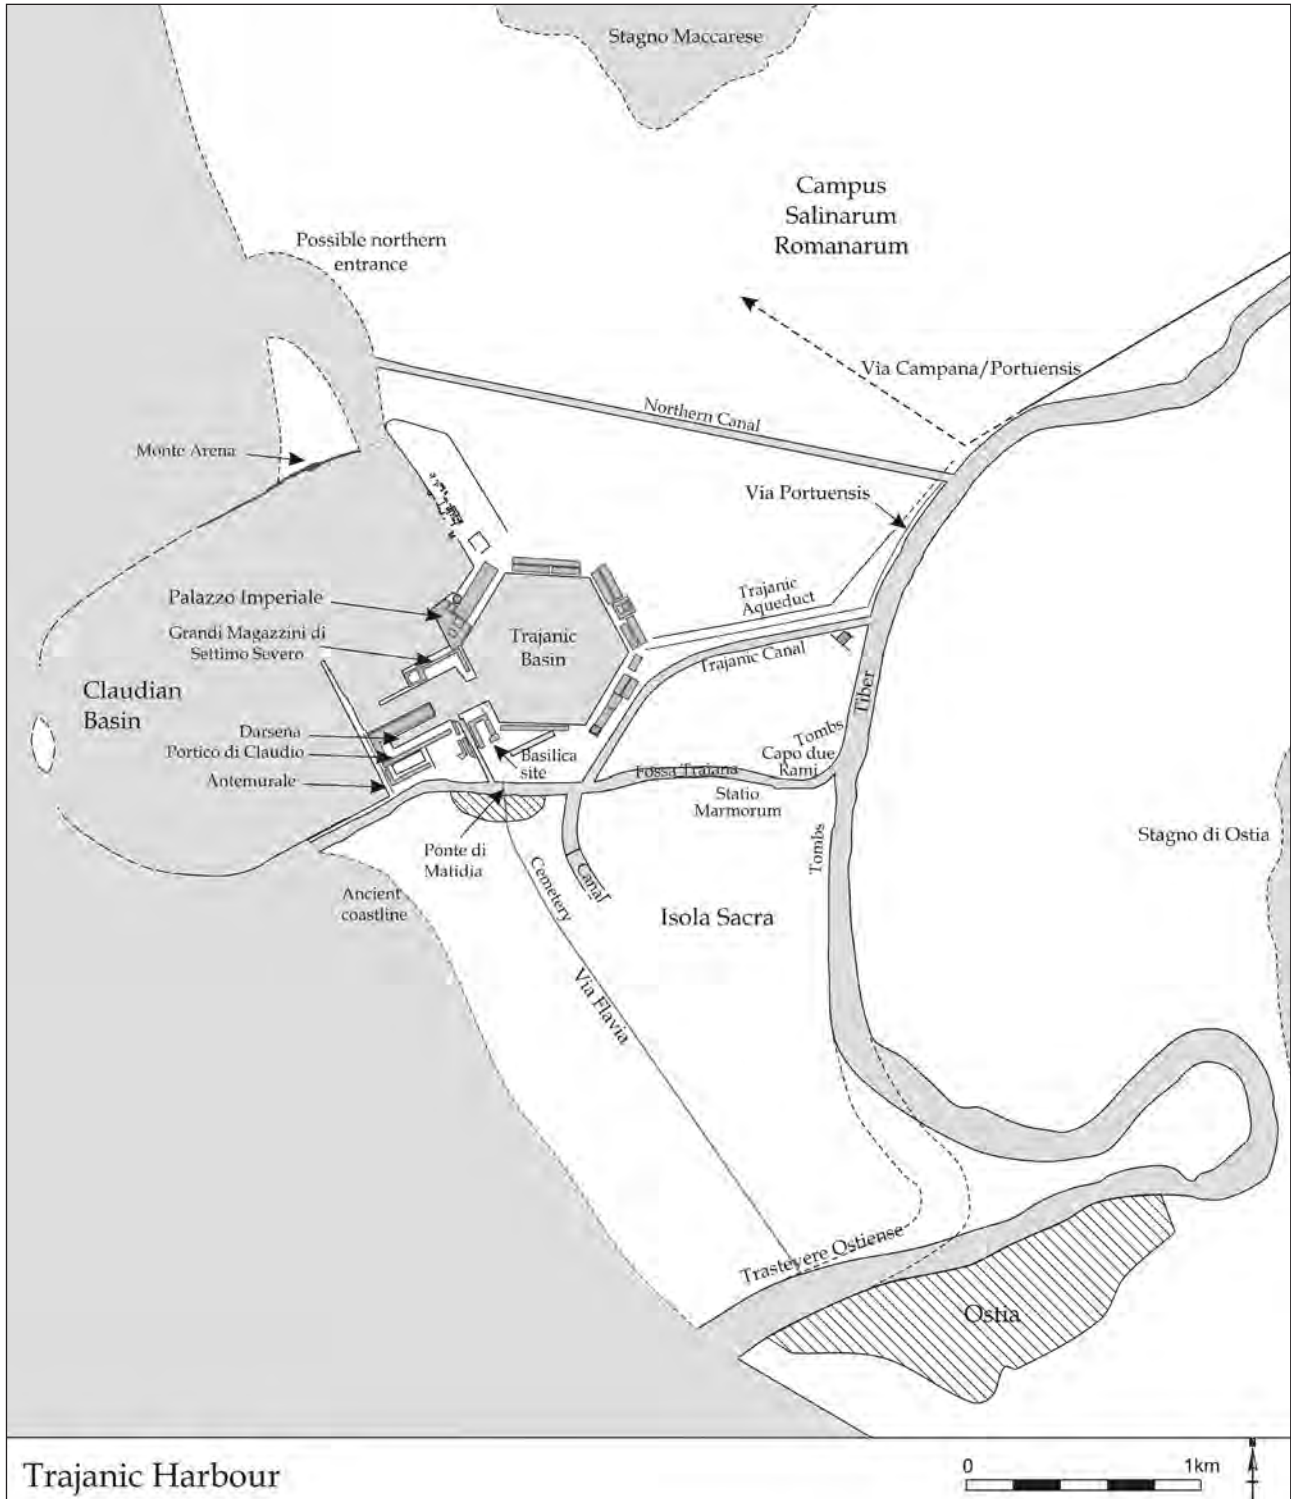 Stagno Maccarese
Campus
Salinarum
Romanarum
Possible northern
entrance
Via Campana/Portuensis
Northern Canal
Monte Arena
Via Portuensis
Palazzo Imperiale
Trajanic
Aqueduct
Grandi Magazzini di
Settimo Severo
Trajanic
Basin
Trajanic Canal
Claudian
Basin
Tiber
Darsena
Portico di Claudio
Antemurale
Basilica
site
Tombs
Capo due
Rami
Fossa Traiana
Statio
Marmorum
Tombs
Stagno di Ostia
Ponte di
Matidia
Cemetery
Canal
Ancient
coastline
Isola Sacra
Via Flavia
Trastevere Ostiense
Ostia
Trajanic Harbour
0 1km
N